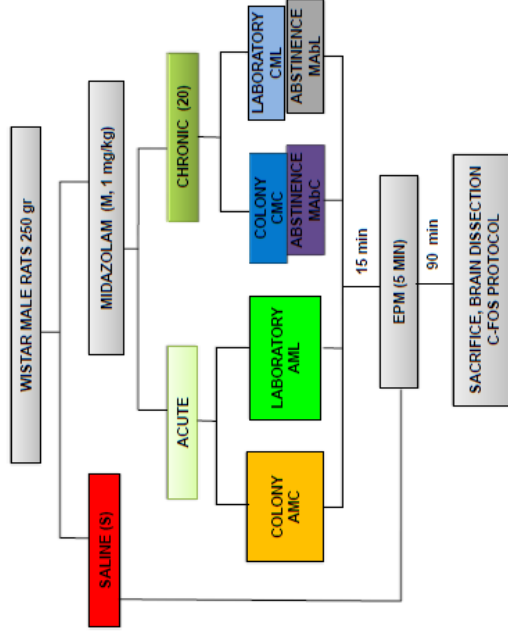 WISTAR MALE RATS 250 gr
SALINE (S)
MIDAZOLAM (M, 1 mg/kg)
ACUTE
CHRONIC (20)
COLONY
AMC
LABORATORY
AML
COLONY
CMC
ABSTINENCE
MAbC
LABORATORY
CML
ABSTINENCE
MAbL
15 min
EPM (5 MIN)
90 min
SACRIFICE, BRAIN DISSECTION
C-FOS PROTOCOL